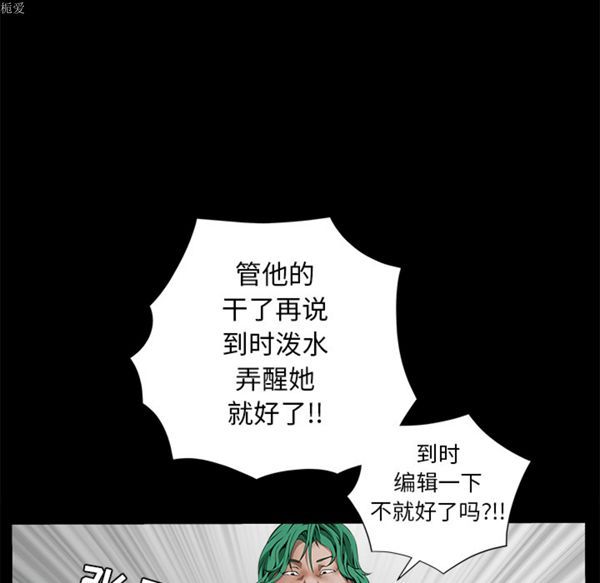 栀爱
管他的
干了再说
到时泼水
弄醒她
就好了!!
到时
编辑一下
不就好了吗?!!